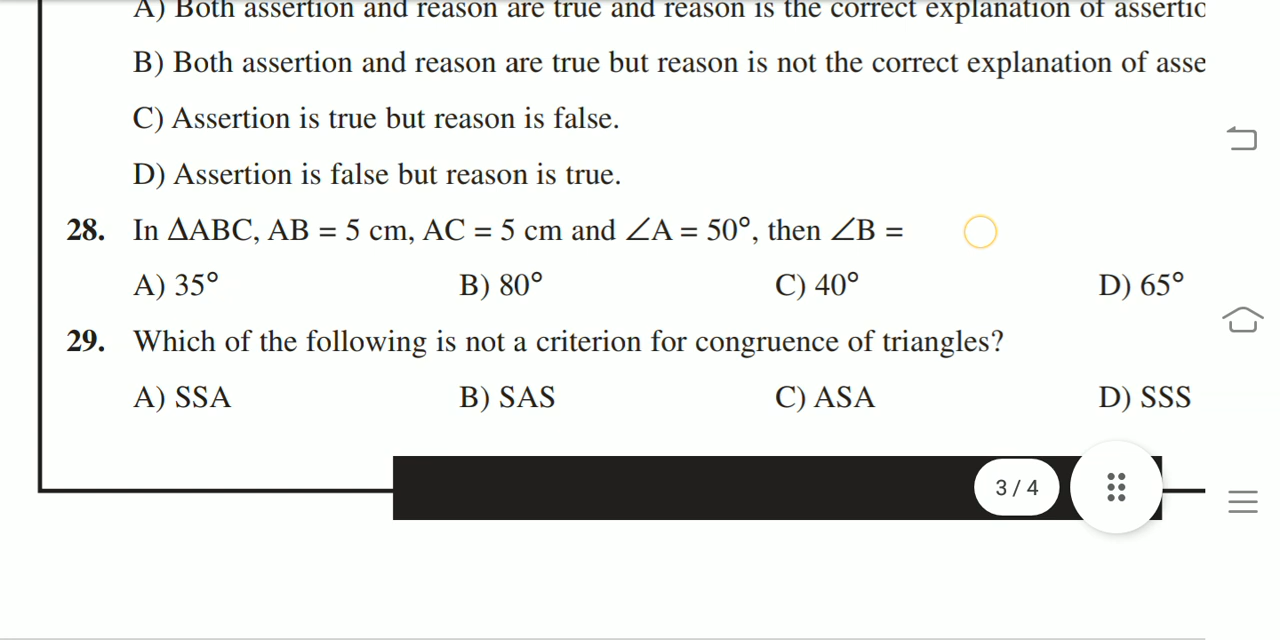 A) Both assertion and reason are true and reason is the correct explanation of
B) Both assertion and reason are true but reason is not the correct explanation of
C) Assertion is true but reason is false.
D) Assertion is false but reason is true.
28. In ΔABC, AB = 5 cm, AC = 5 cm and ∠A = 50°, then ∠B =
A) 35° B) 80° C) 40° D) 65°
29. Which of the following is not a criterion for congruence of triangles?
A) SSA B) SAS C) ASA D) SSS
3 / 4